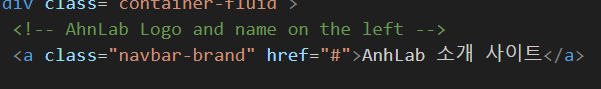 div class="container-fluid">
<!-- AhnLab Logo and name on the left -->
<a class="navbar-brand" href="#">AnhLab 소개 사이트</a>